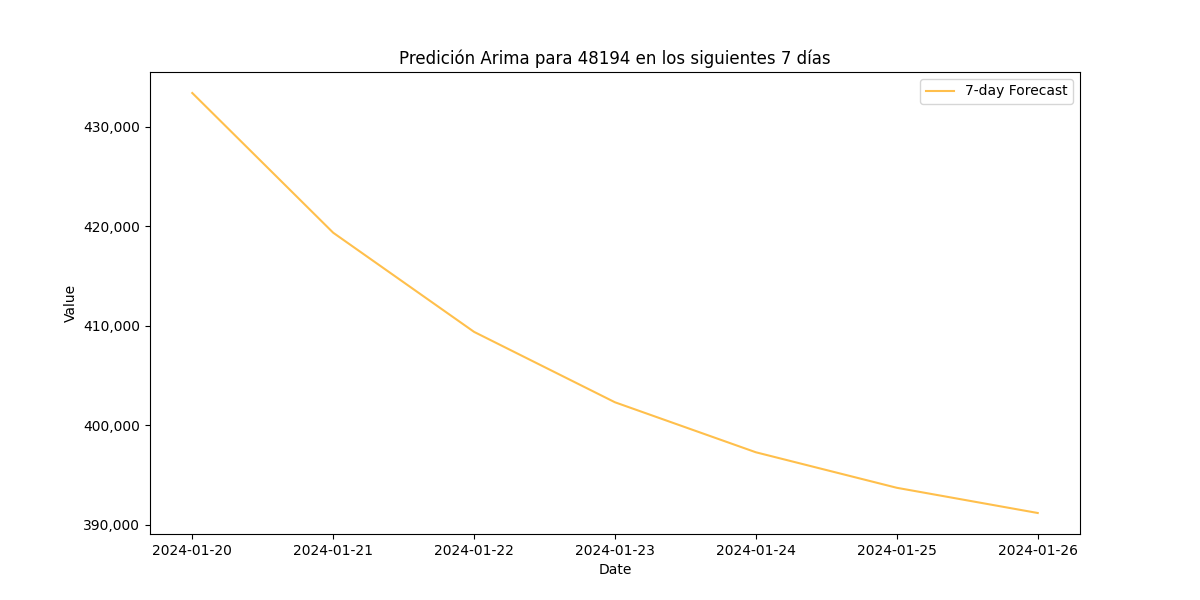 Predición Arima para 48194 en los siguientes 7 días
7-day Forecast
430,000
420,000
410,000
400,000
390,000
Value
2024-01-20 2024-01-21 2024-01-22 2024-01-23 2024-01-24 2024-01-25 2024-01-26
Date